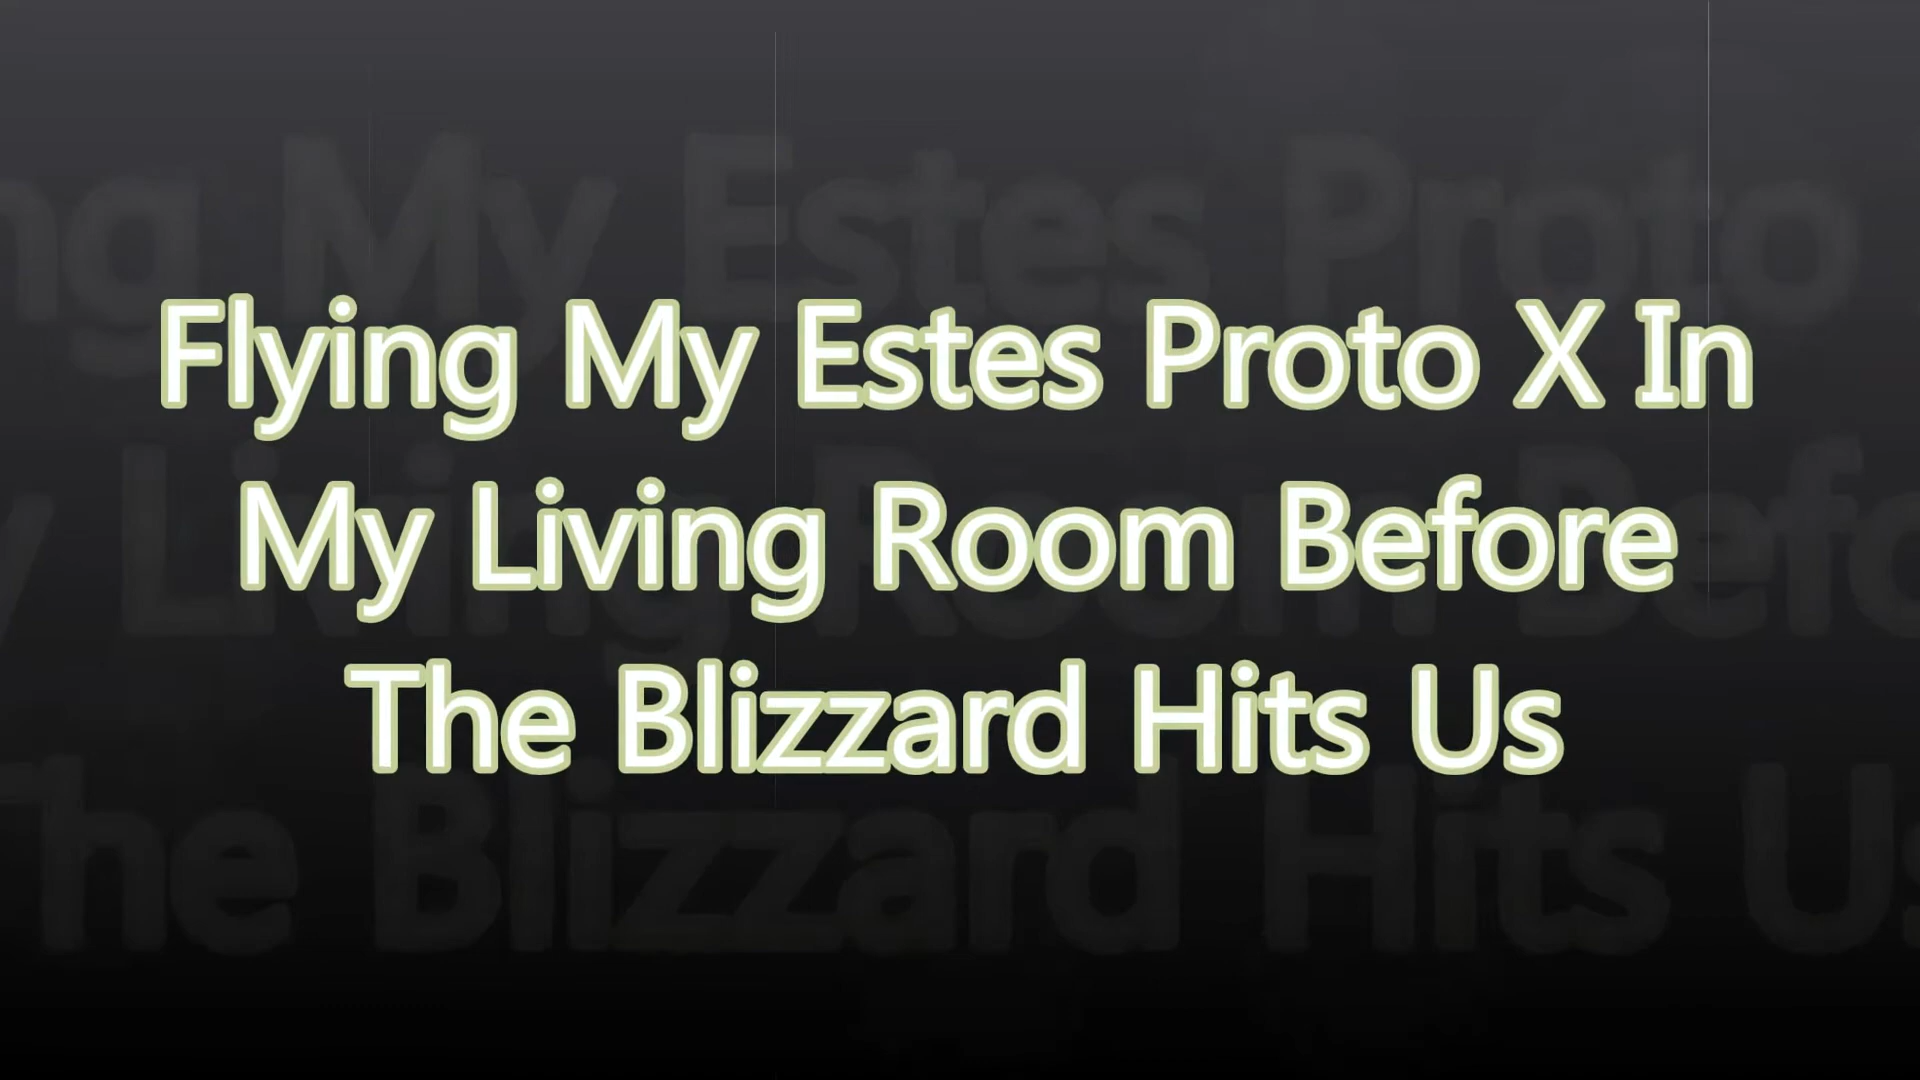 Flying My Estes Proto X In
My Living Room Before
The Blizzard Hits Us